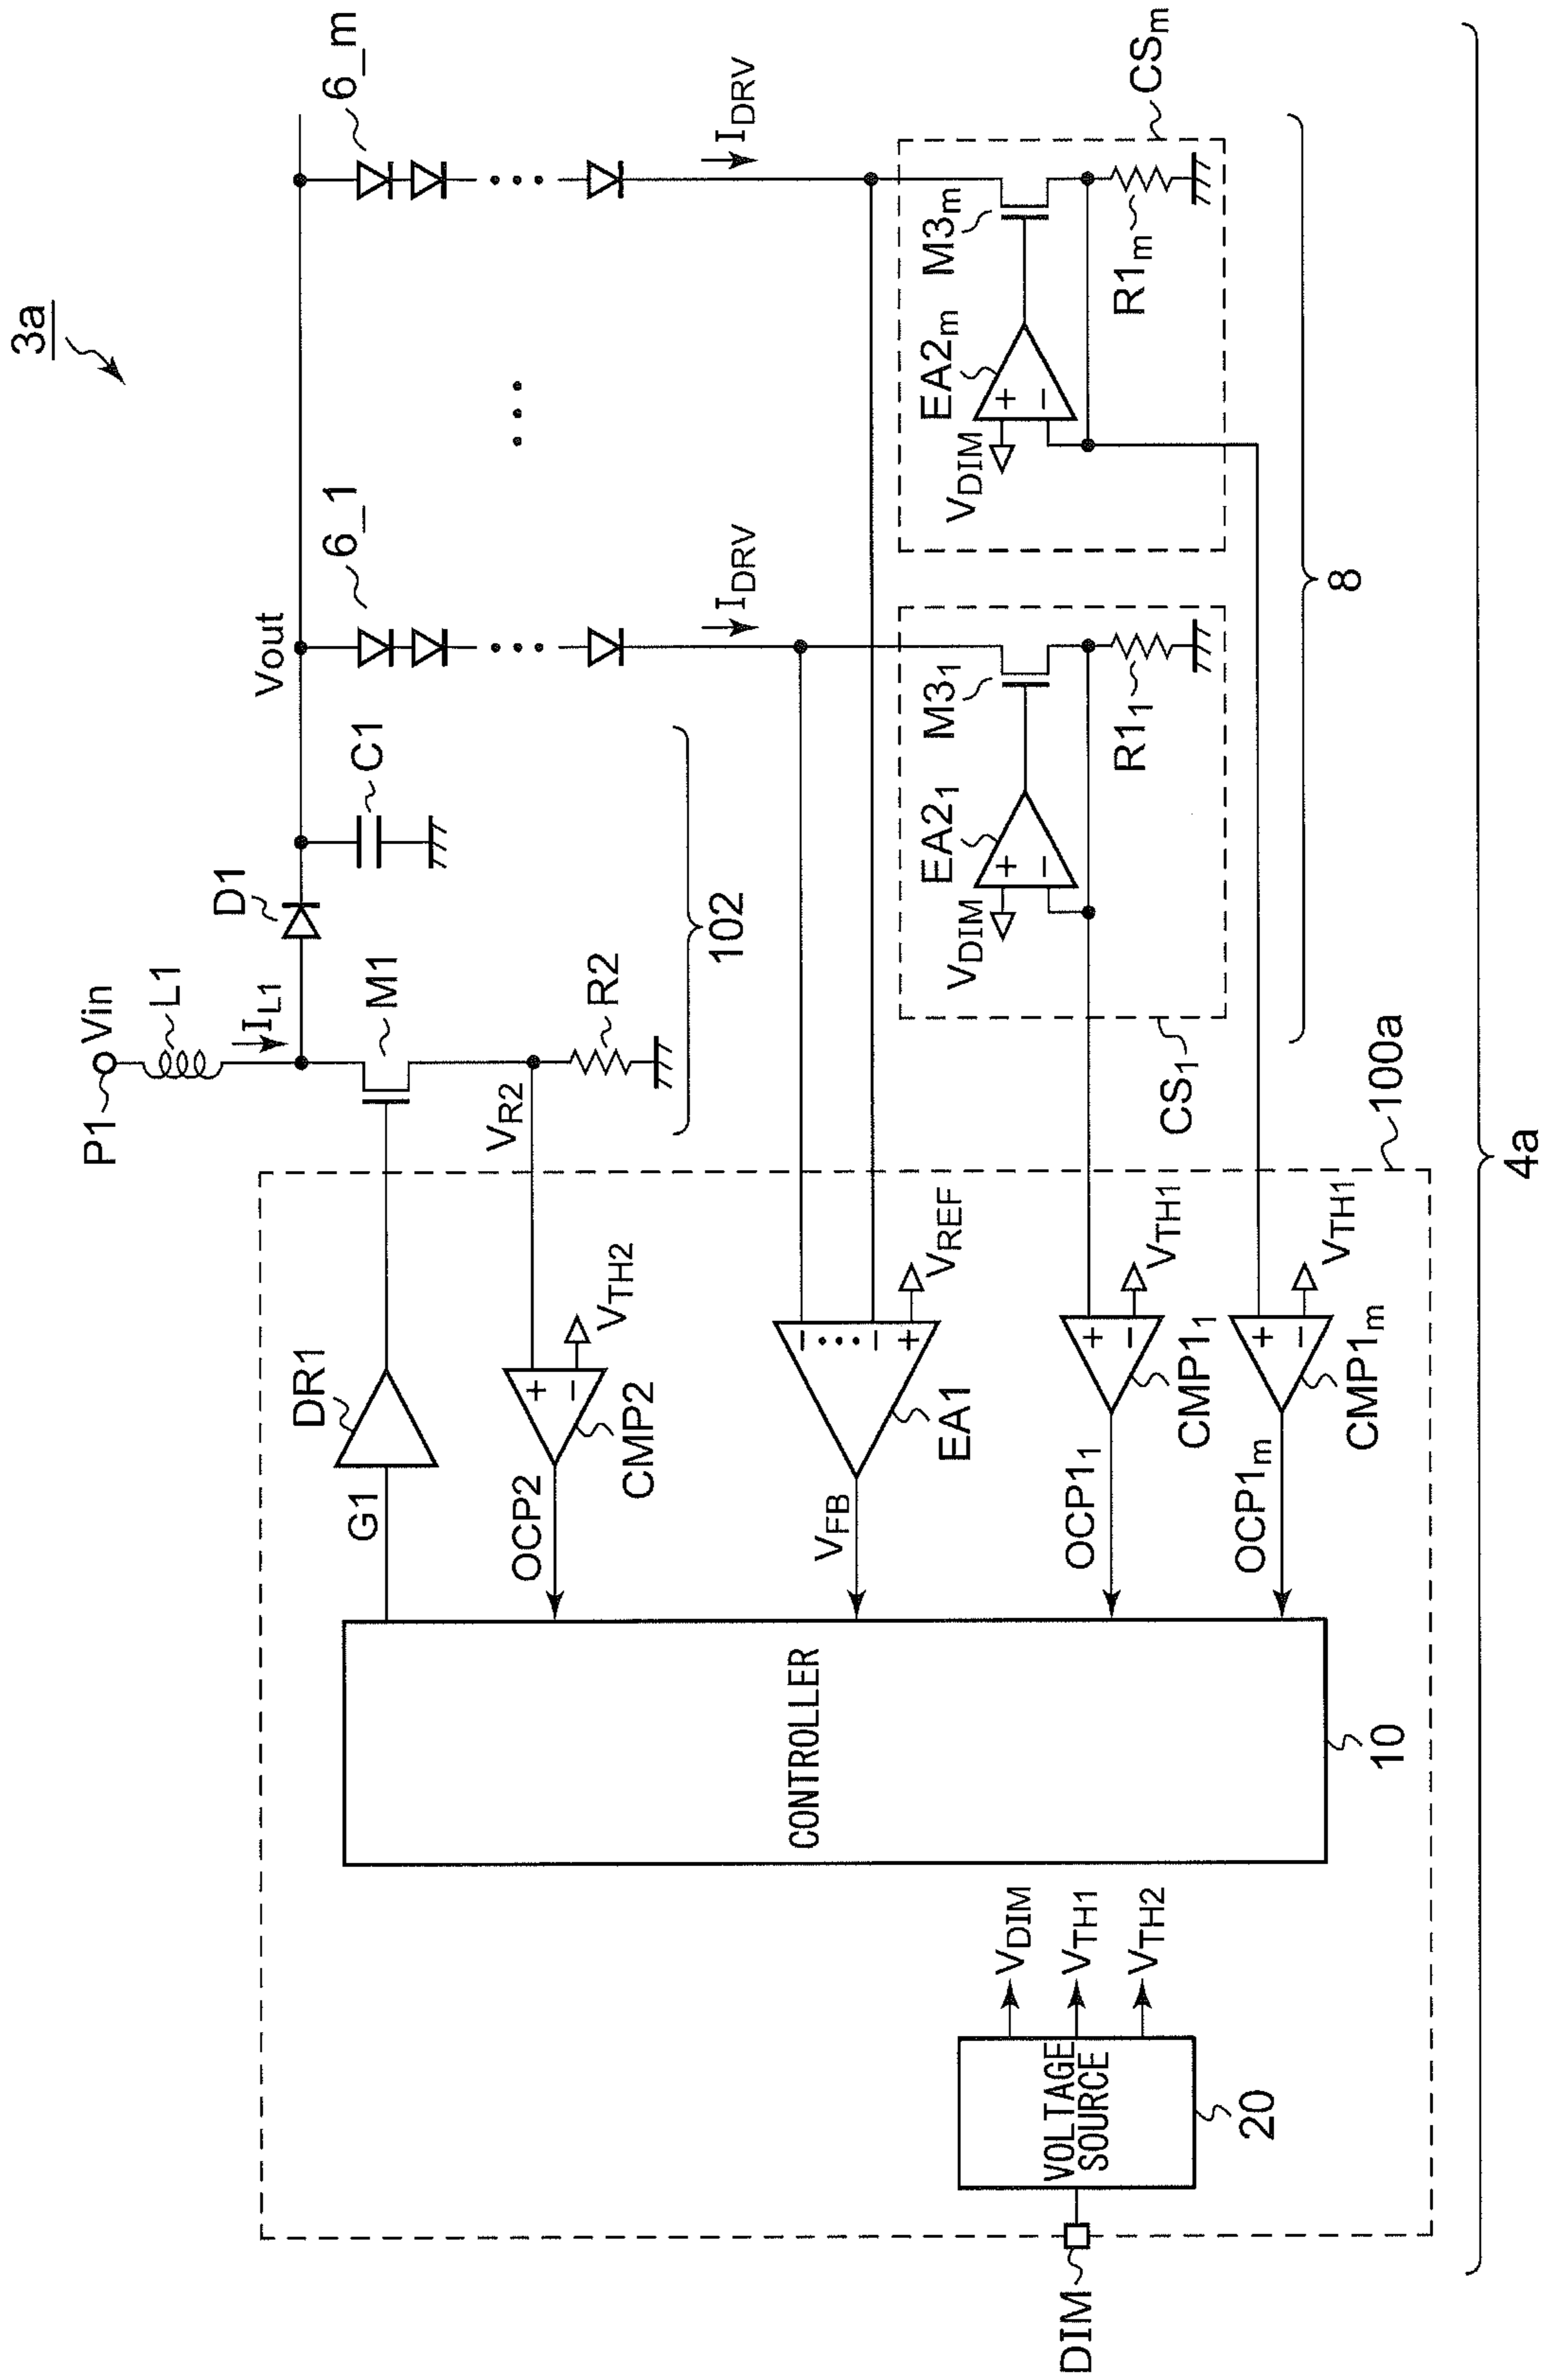 3a
P1
Vin
L1
I_L1
D1
Vout
M1
C1
6_1
6_m
R2
V_R2
102
I_DRV
I_DRV
DR1
G1
V_TH2
CMP2
OCP2
V_REF
EA1
V_FB
V_DIM
EA2_1
M3_1
R1_1
CS_1
V_DIM
EA2_m
M3_m
R1_m
CS_m
8
V_TH1
CMP1_1
OCP1_1
V_TH1
CMP1_m
OCP1_m
CONTROLLER
10
V_DIM
V_TH1
V_TH2
VOLTAGE
SOURCE
20
DIM
100a
4a
+
−
− ••• − +
+ −
+ −
+ −
+ −